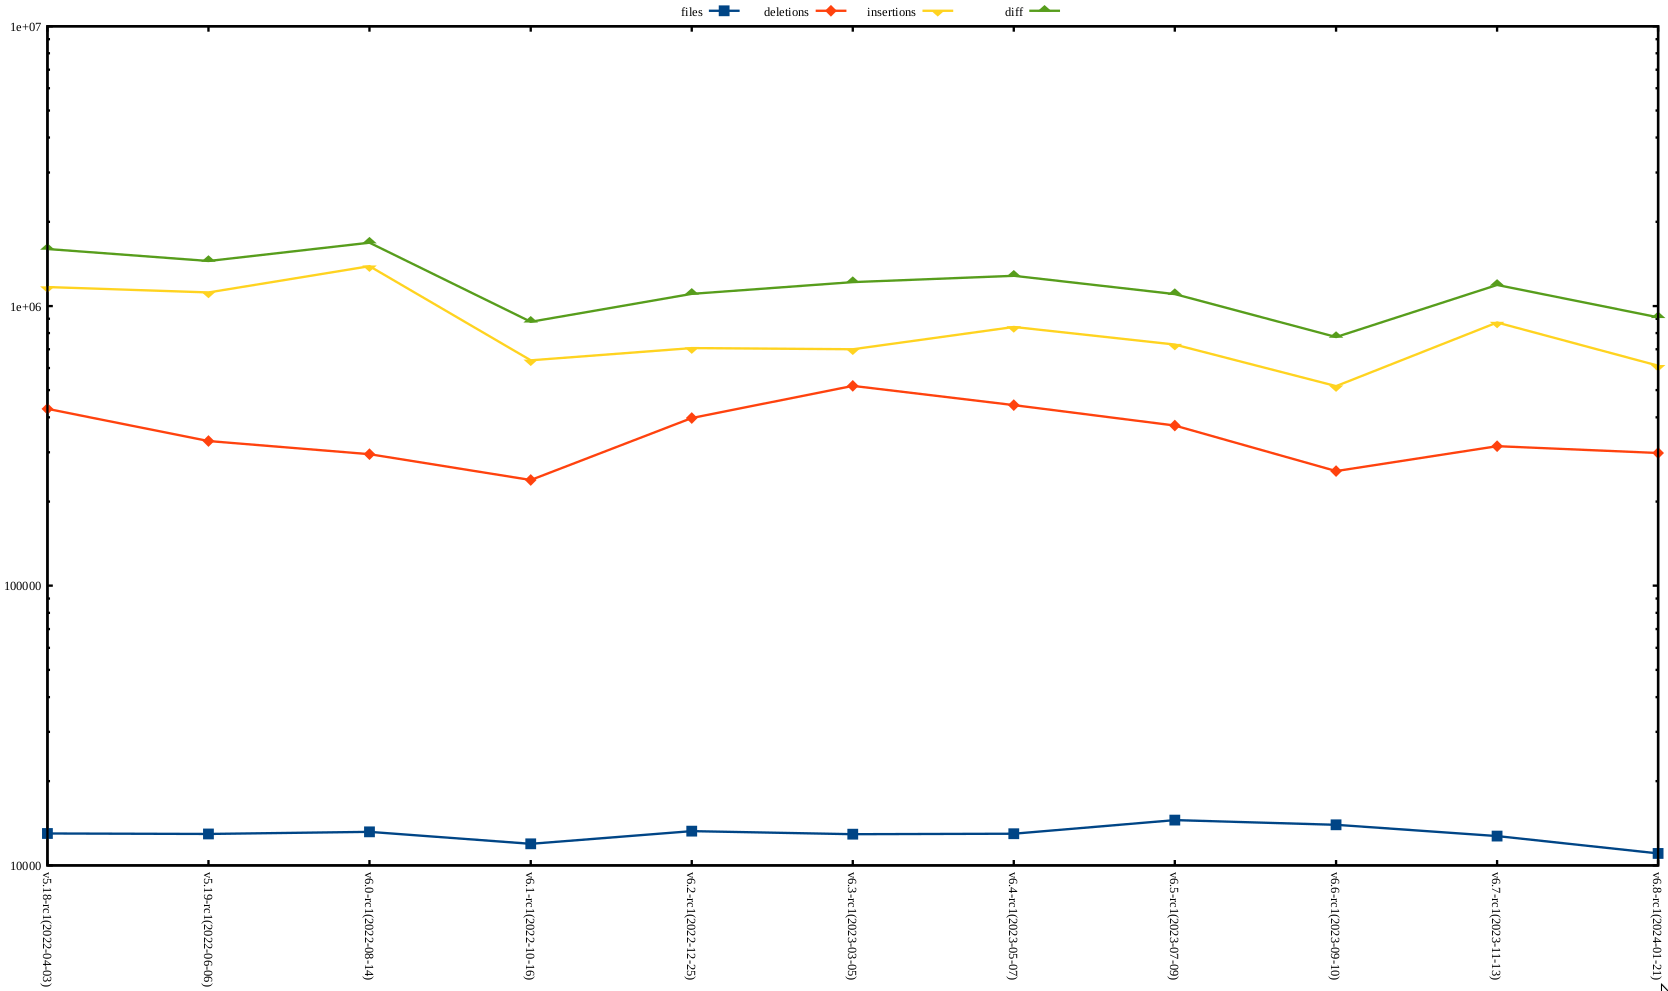 files deletions insertions diff
1e+07
1e+06
100000
10000
v5.18-rc1(2022-04-03)
v5.19-rc1(2022-06-06)
v6.0-rc1(2022-08-14)
v6.1-rc1(2022-10-16)
v6.2-rc1(2022-12-25)
v6.3-rc1(2023-03-05)
v6.4-rc1(2023-05-07)
v6.5-rc1(2023-07-09)
v6.6-rc1(2023-09-10)
v6.7-rc1(2023-11-13)
v6.8-rc1(2024-01-21)